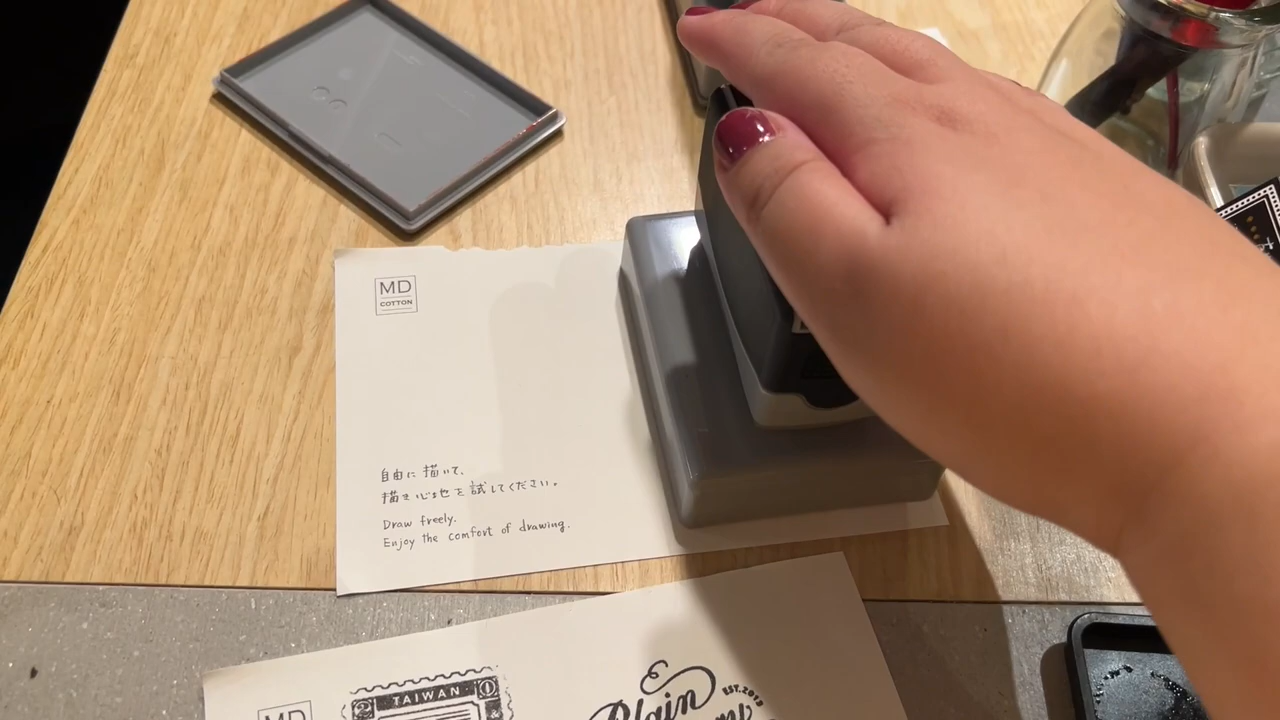 MD
COTTON
自由に描いて、
描き心地を試してください。
Draw freely.
Enjoy the comfort of drawing.
MD
TAIWAN
Plain
EST. 2013